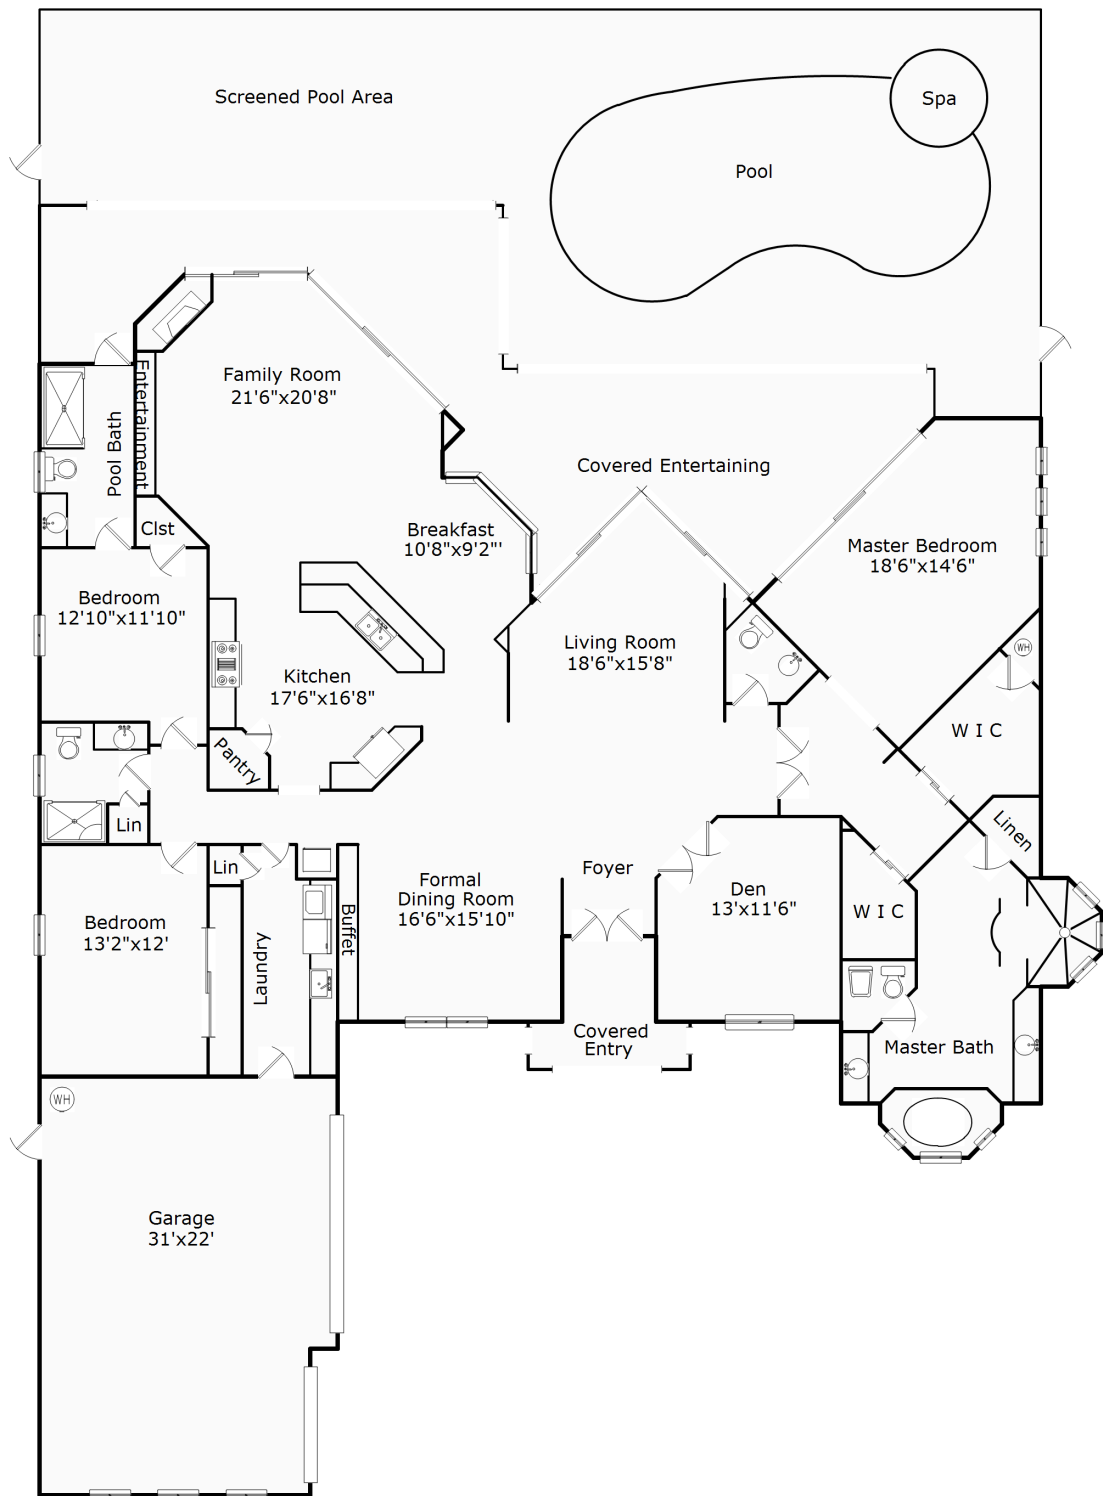 Screened Pool Area
Spa
Pool
Family Room
21'6"x20'8"
Entertainment
Pool Bath
Covered Entertaining
Clst
Breakfast
10'8"x9'2"'
Master Bedroom
18'6"x14'6"
Bedroom
12'10"x11'10"
Living Room
18'6"x15'8"
WH
Kitchen
17'6"x16'8"
W I C
Pantry
Lin
Linen
Lin
Foyer
Formal
Dining Room
16'6"x15'10"
Den
13'x11'6"
W I C
Bedroom
13'2"x12'
Buffet
Laundry
Covered
Entry
Master Bath
WH
Garage
31'x22'